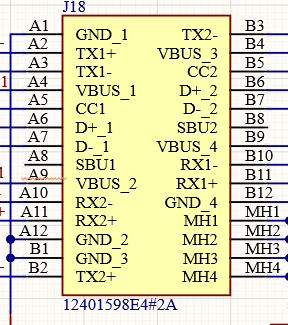 J18
A1 GND_1 TX2- B3
A2 TX1+ VBUS_3 B4
A3 TX1- CC2 B5
A4 VBUS_1 D+_2 B6
A5 CC1 D-_2 B7
A6 D+_1 SBU2 B8
A7 D-_1 VBUS_4 B9
A8 SBU1 RX1- B10
A9 VBUS_2 RX1+ B11
A10 RX2- GND_4 B12
A11 RX2+ MH1 MH1
A12 GND_2 MH2 MH2
B1 GND_3 MH3 MH3
B2 TX2+ MH4 MH4
12401598E4#2A